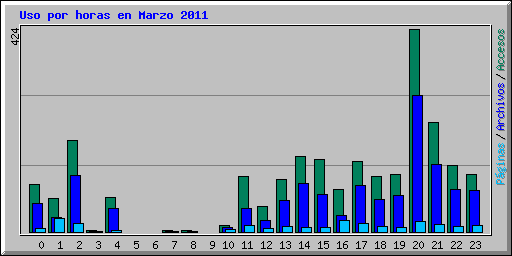 Uso por horas en Marzo 2011
424
Páginas / Archivos / Accesos
0 1 2 3 4 5 6 7 8 9 10 11 12 13 14 15 16 17 18 19 20 21 22 23